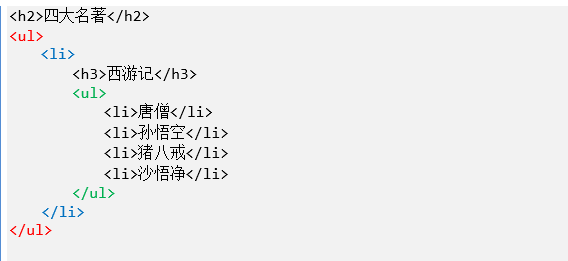 <h2>四大名著</h2>
<ul>
    <li>
        <h3>西游记</h3>
        <ul>
            <li>唐僧</li>
            <li>孙悟空</li>
            <li>猪八戒</li>
            <li>沙悟净</li>
        </ul>
    </li>
</ul>